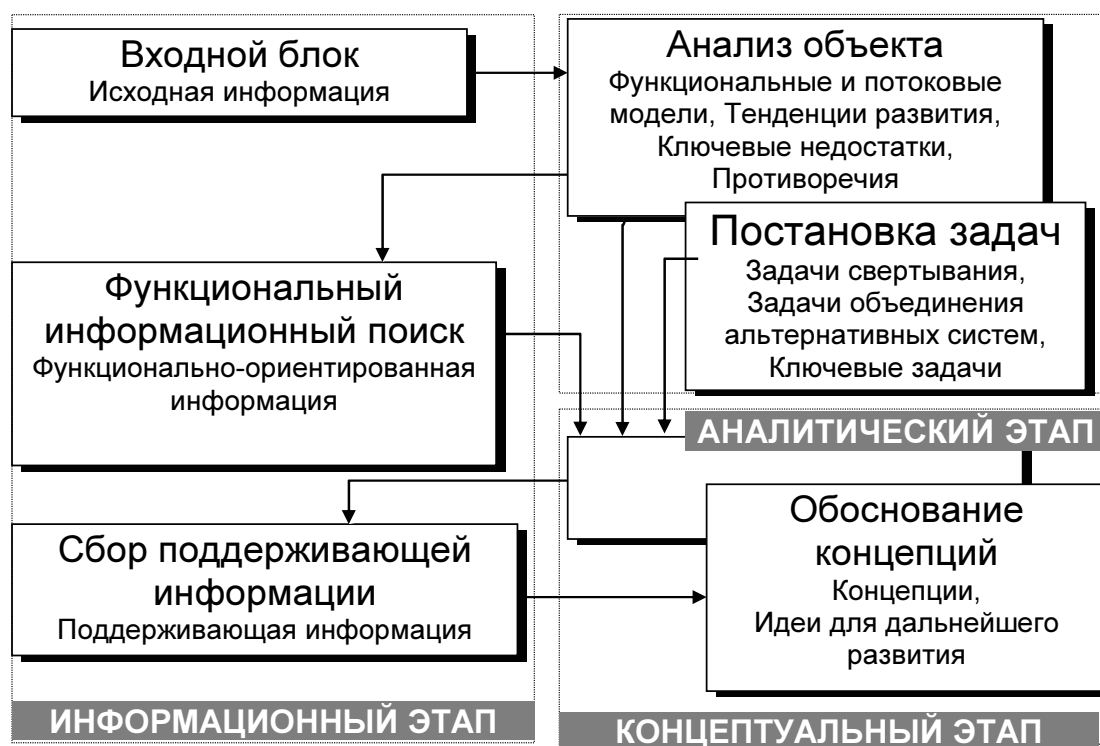 Входной блок
Исходная информация
Анализ объекта
Функциональные и потоковые
модели, Тенденции развития,
Ключевые недостатки,
Противоречия
Постановка задач
Задачи свертывания,
Задачи объединения
альтернативных систем,
Ключевые задачи
АНАЛИТИЧЕСКИЙ ЭТАП
Функциональный
информационный поиск
Функционально-ориентированная
информация
Сбор поддерживающей
информации
Поддерживающая информация
ИНФОРМАЦИОННЫЙ ЭТАП
Обоснование
концепций
Концепции,
Идеи для дальнейшего
развития
КОНЦЕПТУАЛЬНЫЙ ЭТАП